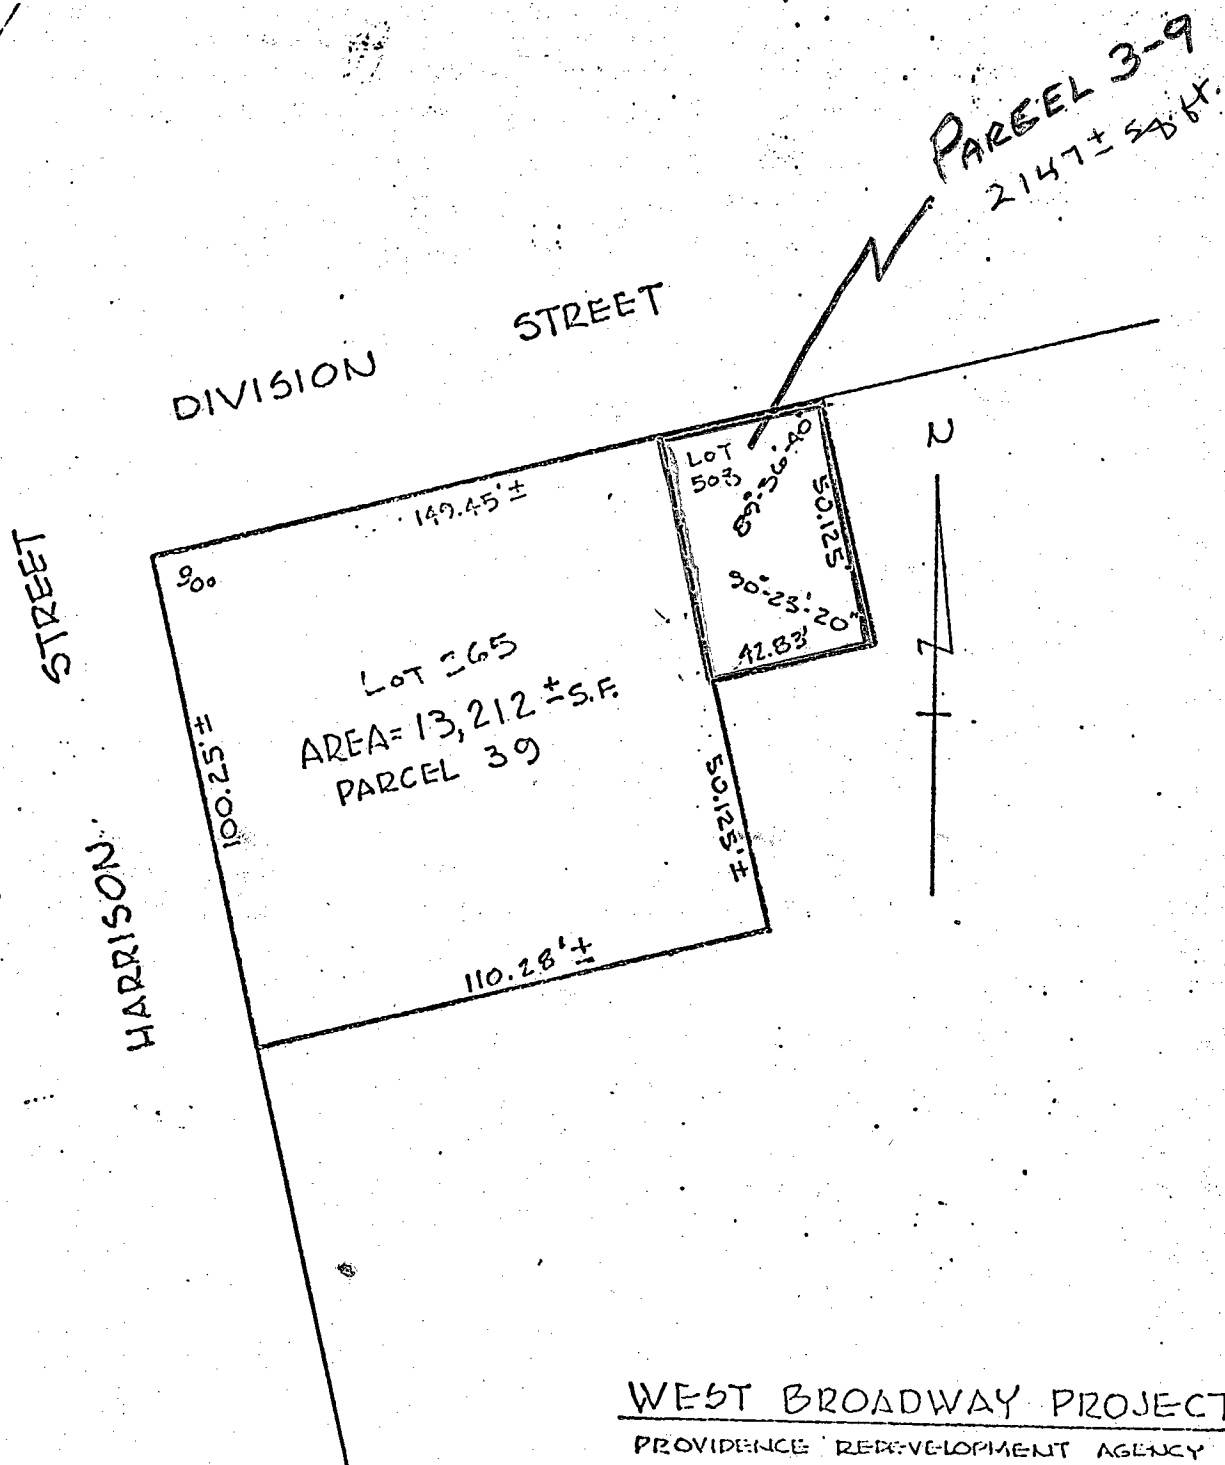 PARCEL 3-9
2147± sq. ft.
DIVISION STREET
LOT
503
89°-36'-40"
50.125'
149.45'±
90°
N
90°-23'-20"
42.83'
HARRISON STREET
LOT 265
AREA= 13,212 ± S.F.
PARCEL 39
100.25'±
50.125'±
110.28'±
WEST BROADWAY PROJECT
PROVIDENCE REDEVELOPMENT AGENCY